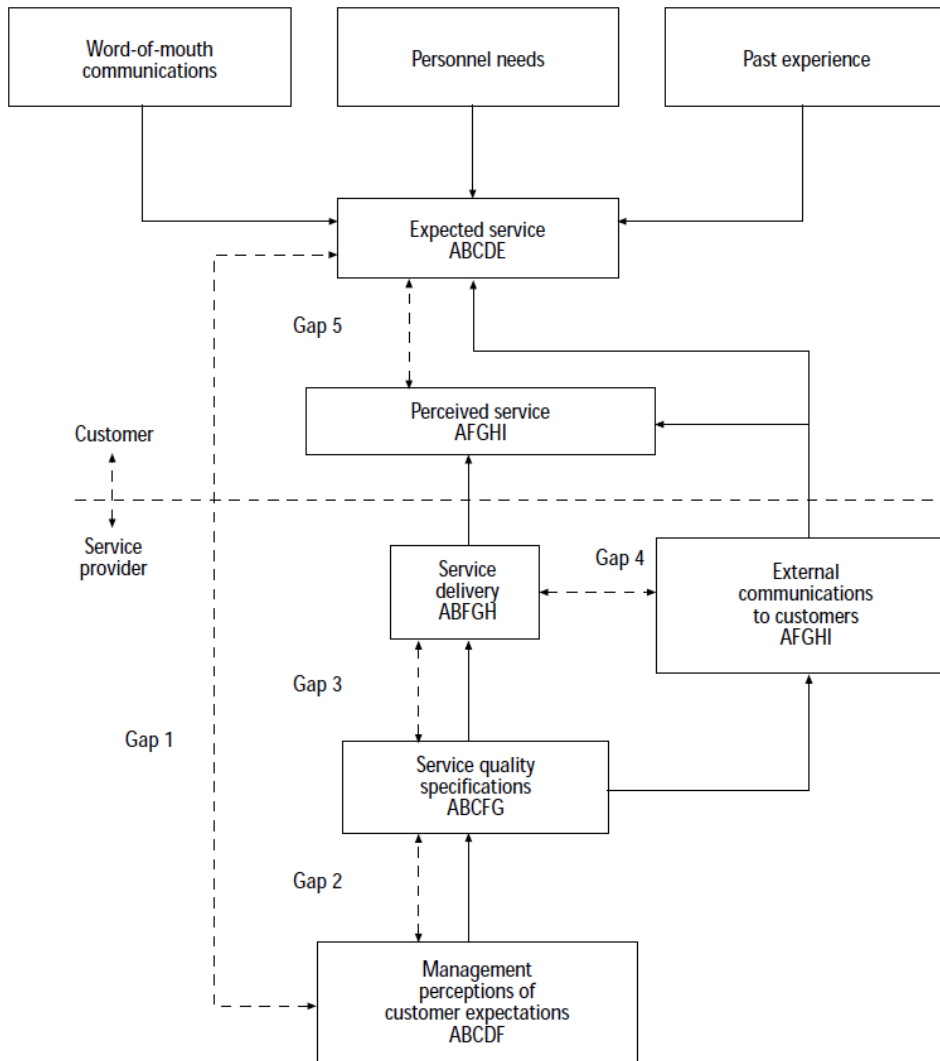 Word-of-mouth
communications
Personnel needs
Past experience
Expected service
ABCDE
Gap 5
Perceived service
AFGHI
Customer
Service
provider
Service
delivery
ABFGH
Gap 4
External
communications
to customers
AFGHI
Gap 3
Gap 1
Service quality
specifications
ABCFG
Gap 2
Management
perceptions of
customer expectations
ABCDF